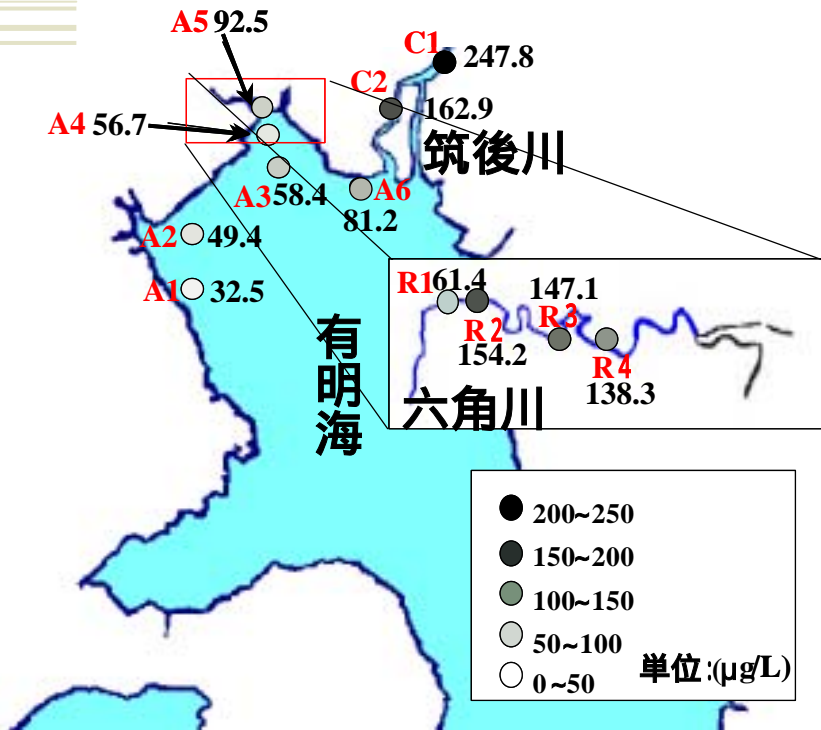 A5 92.5
C1 247.8
C2 162.9
A4 56.7
筑後川
A3 58.4
A6 81.2
A2 49.4
A1 32.5
R1 61.4
147.1
R2
R3
154.2
R4
138.3
六角川
有明海
200~250
150~200
100~150
50~100
0~50
単位:(μg/L)